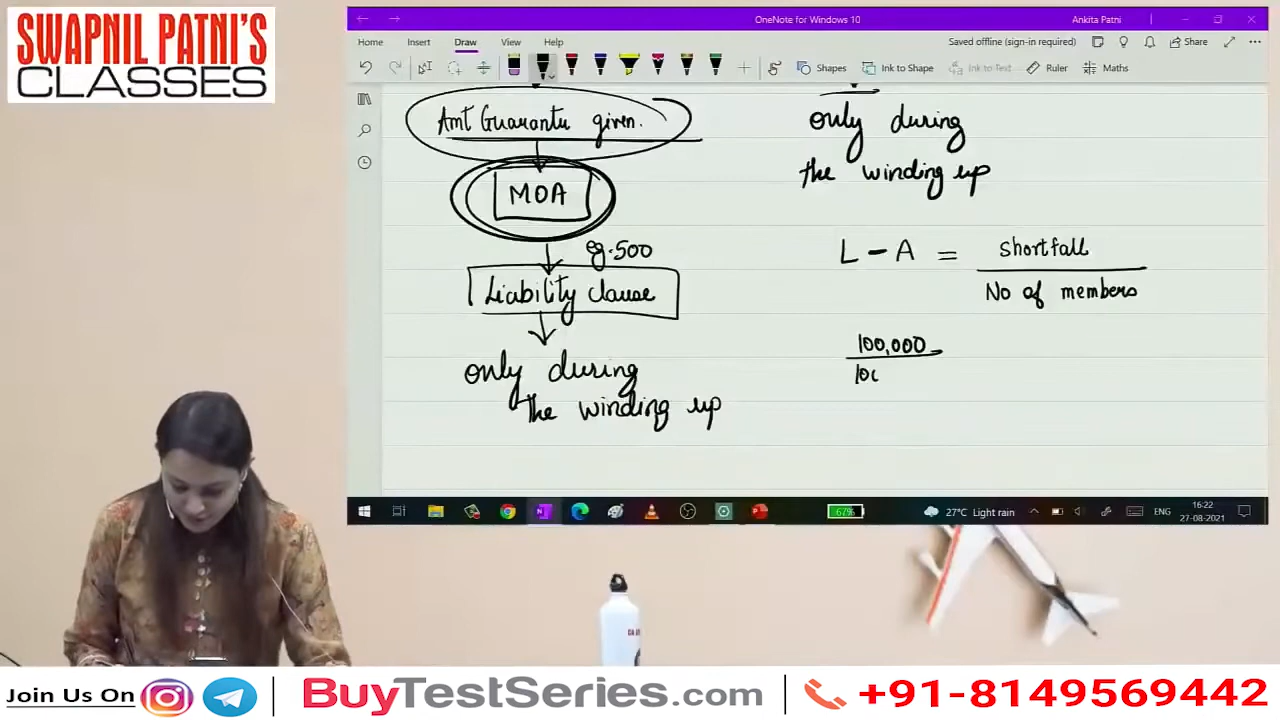 SWAPNIL PATNI'S
CLASSES
OneNote for Windows 10
Ankita Patni
Home Insert Draw View Help
Saved offline (sign-in required)
Share
Shapes
Ink to Shape
Ink to Text
Ruler
Maths
Amt Guarantee given.
MOA
eg. 500
Liability clause
only during
the winding up
only during
the winding up
L - A = Shortfall
No of members
100,000
100
67%
27°C Light rain
ENG
16:22
27-08-2021
Join Us On
BuyTestSeries.com
+91-8149569442